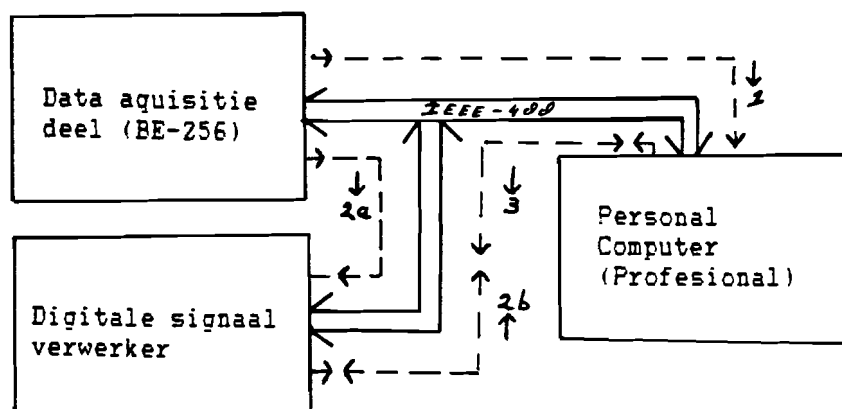 Data aquisitie
deel (BE-256)
IEEE-488
1
2a
3
Personal
Computer
(Profesional)
2b
Digitale signaal
verwerker